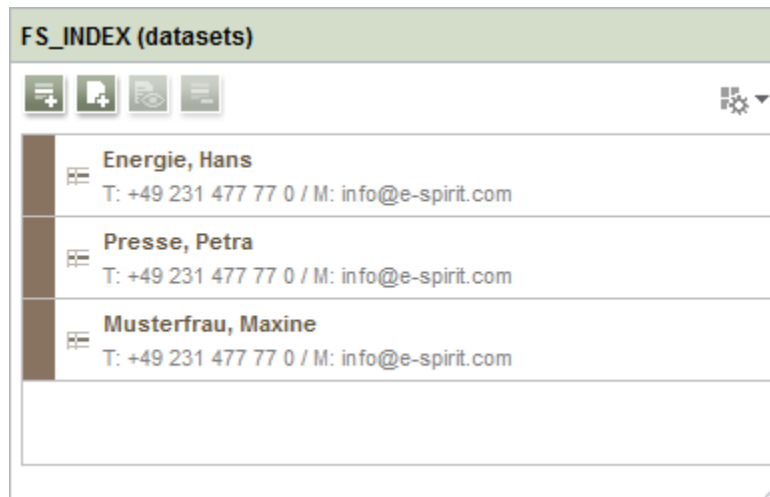 FS_INDEX (datasets)
Energie, Hans
T: +49 231 477 77 0 / M: info@e-spirit.com
Presse, Petra
T: +49 231 477 77 0 / M: info@e-spirit.com
Musterfrau, Maxine
T: +49 231 477 77 0 / M: info@e-spirit.com